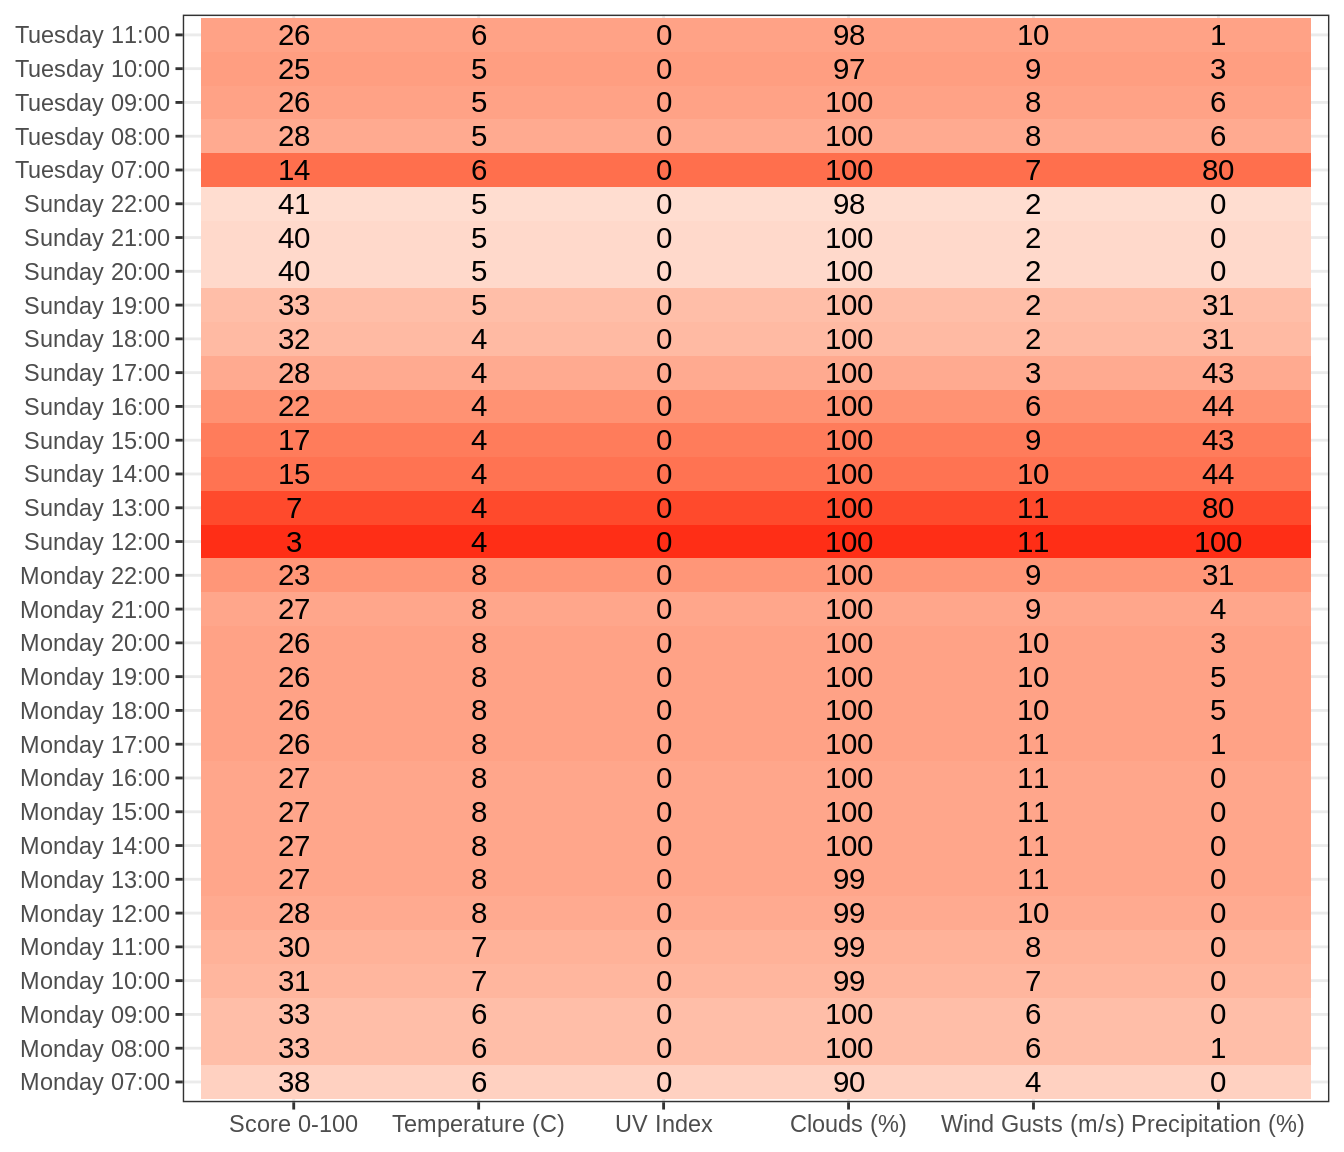 Tuesday 11:00 26 6 0 98 10 1
Tuesday 10:00 25 5 0 97 9 3
Tuesday 09:00 26 5 0 100 8 6
Tuesday 08:00 28 5 0 100 8 6
Tuesday 07:00 14 6 0 100 7 80
Sunday 22:00 41 5 0 98 2 0
Sunday 21:00 40 5 0 100 2 0
Sunday 20:00 40 5 0 100 2 0
Sunday 19:00 33 5 0 100 2 31
Sunday 18:00 32 4 0 100 2 31
Sunday 17:00 28 4 0 100 3 43
Sunday 16:00 22 4 0 100 6 44
Sunday 15:00 17 4 0 100 9 43
Sunday 14:00 15 4 0 100 10 44
Sunday 13:00 7 4 0 100 11 80
Sunday 12:00 3 4 0 100 11 100
Monday 22:00 23 8 0 100 9 31
Monday 21:00 27 8 0 100 9 4
Monday 20:00 26 8 0 100 10 3
Monday 19:00 26 8 0 100 10 5
Monday 18:00 26 8 0 100 10 5
Monday 17:00 26 8 0 100 11 1
Monday 16:00 27 8 0 100 11 0
Monday 15:00 27 8 0 100 11 0
Monday 14:00 27 8 0 100 11 0
Monday 13:00 27 8 0 99 11 0
Monday 12:00 28 8 0 99 10 0
Monday 11:00 30 7 0 99 8 0
Monday 10:00 31 7 0 99 7 0
Monday 09:00 33 6 0 100 6 0
Monday 08:00 33 6 0 100 6 1
Monday 07:00 38 6 0 90 4 0
Score 0-100 Temperature (C) UV Index Clouds (%) Wind Gusts (m/s) Precipitation (%)